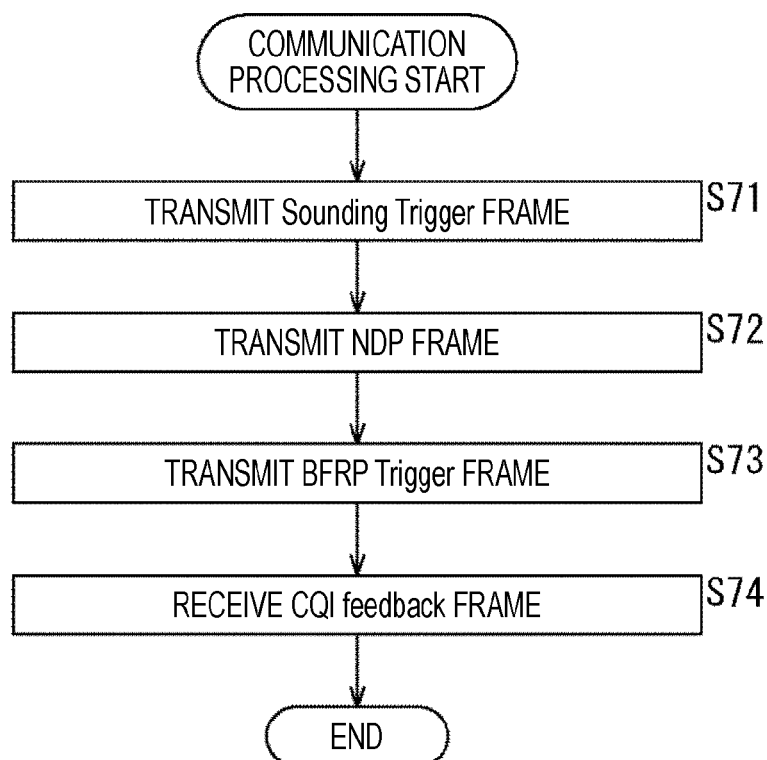 COMMUNICATION
PROCESSING START
TRANSMIT Sounding Trigger FRAME
S71
TRANSMIT NDP FRAME
S72
TRANSMIT BFRP Trigger FRAME
S73
RECEIVE CQI feedback FRAME
S74
END